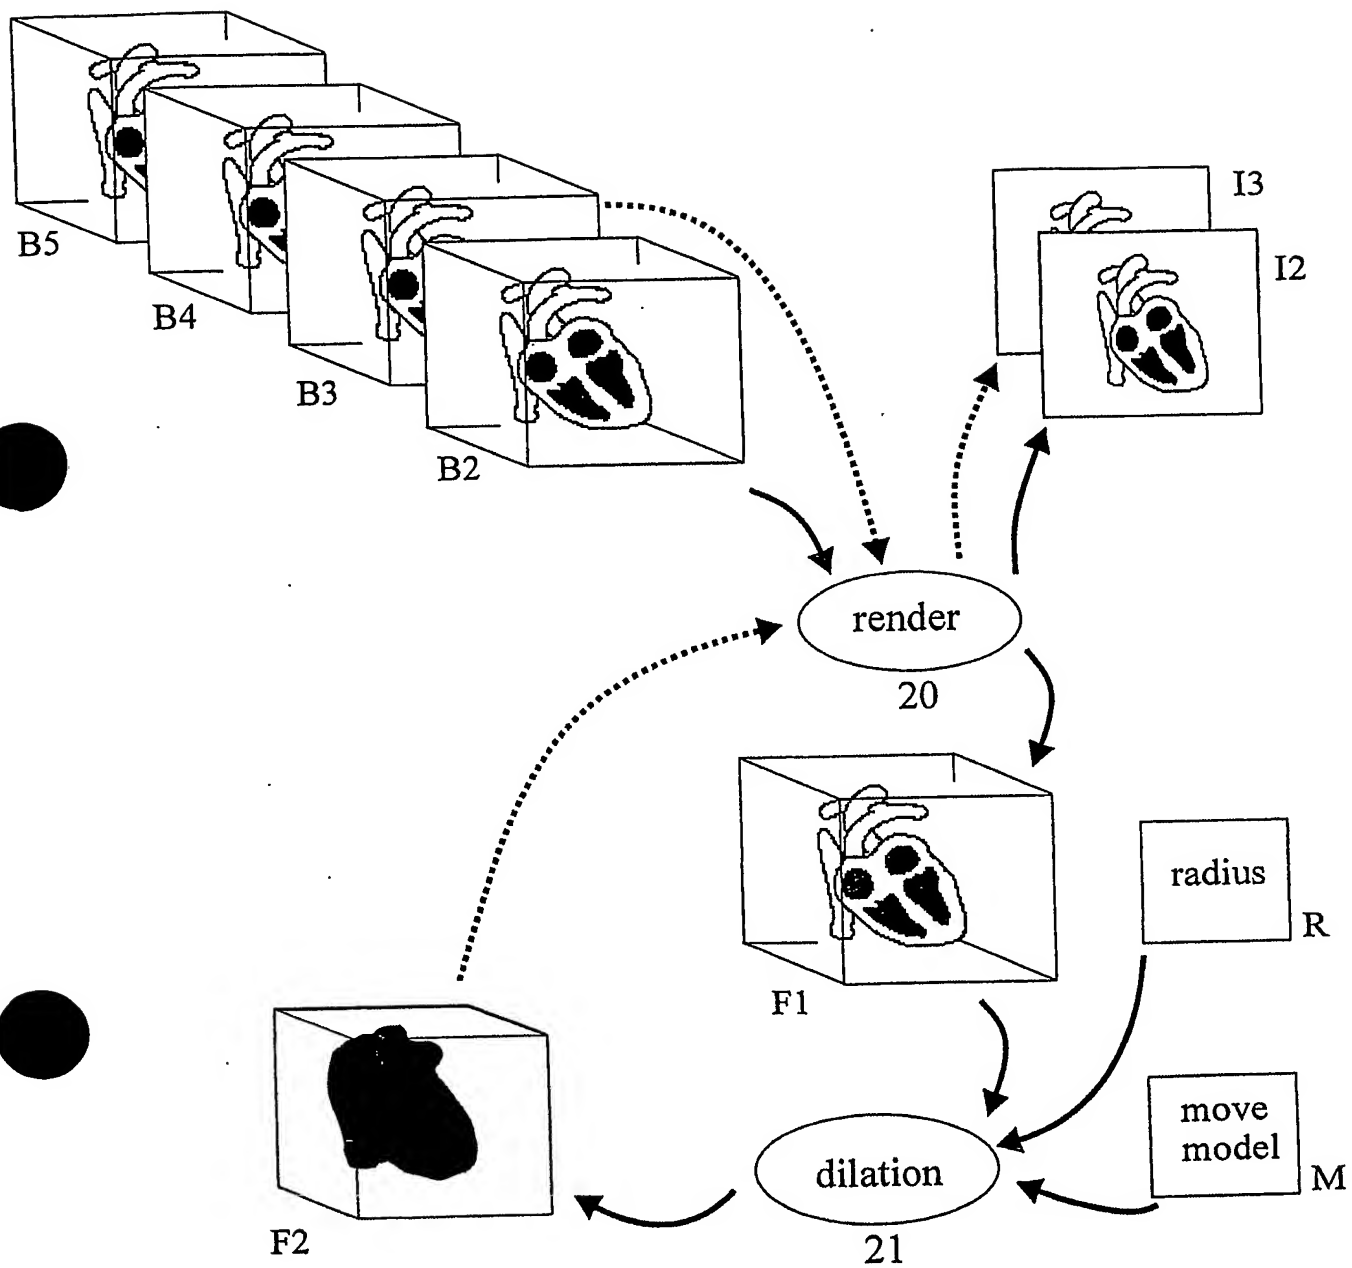 B5
B4
B3
B2
I3
I2
render
20
F1
radius
R
move
model
M
dilation
21
F2